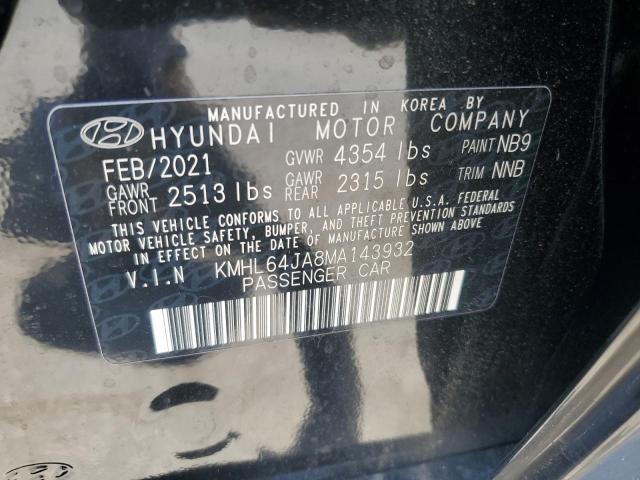 MANUFACTURED IN KOREA BY
HYUNDAI MOTOR COMPANY
FEB/2021 GVWR 4354 lbs PAINT NB9
GAWR FRONT 2513 lbs GAWR REAR 2315 lbs TRIM NNB
THIS VEHICLE CONFORMS TO ALL APPLICABLE U.S.A. FEDERAL
MOTOR VEHICLE SAFETY, BUMPER, AND THEFT PREVENTION STANDARDS
IN EFFECT ON THE DATE OF MANUFACTURE SHOWN ABOVE
V.I.N KMHL64JA8MA143932
PASSENGER CAR